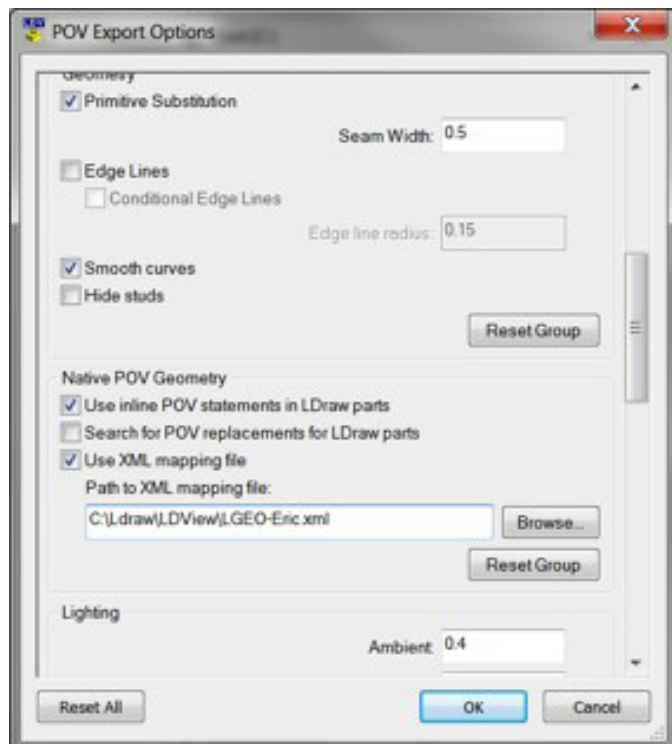 POV Export Options
Geometry
Primitive Substitution
Seam Width: 0.5
Edge Lines
Conditional Edge Lines
Edge line radius: 0.15
Smooth curves
Hide studs
Reset Group
Native POV Geometry
Use inline POV statements in LDraw parts
Search for POV replacements for LDraw parts
Use XML mapping file
Path to XML mapping file:
C:\Ldraw\LDView\LGEO-Eric.xml
Browse...
Reset Group
Lighting
Ambient: 0.4
Reset All
OK
Cancel